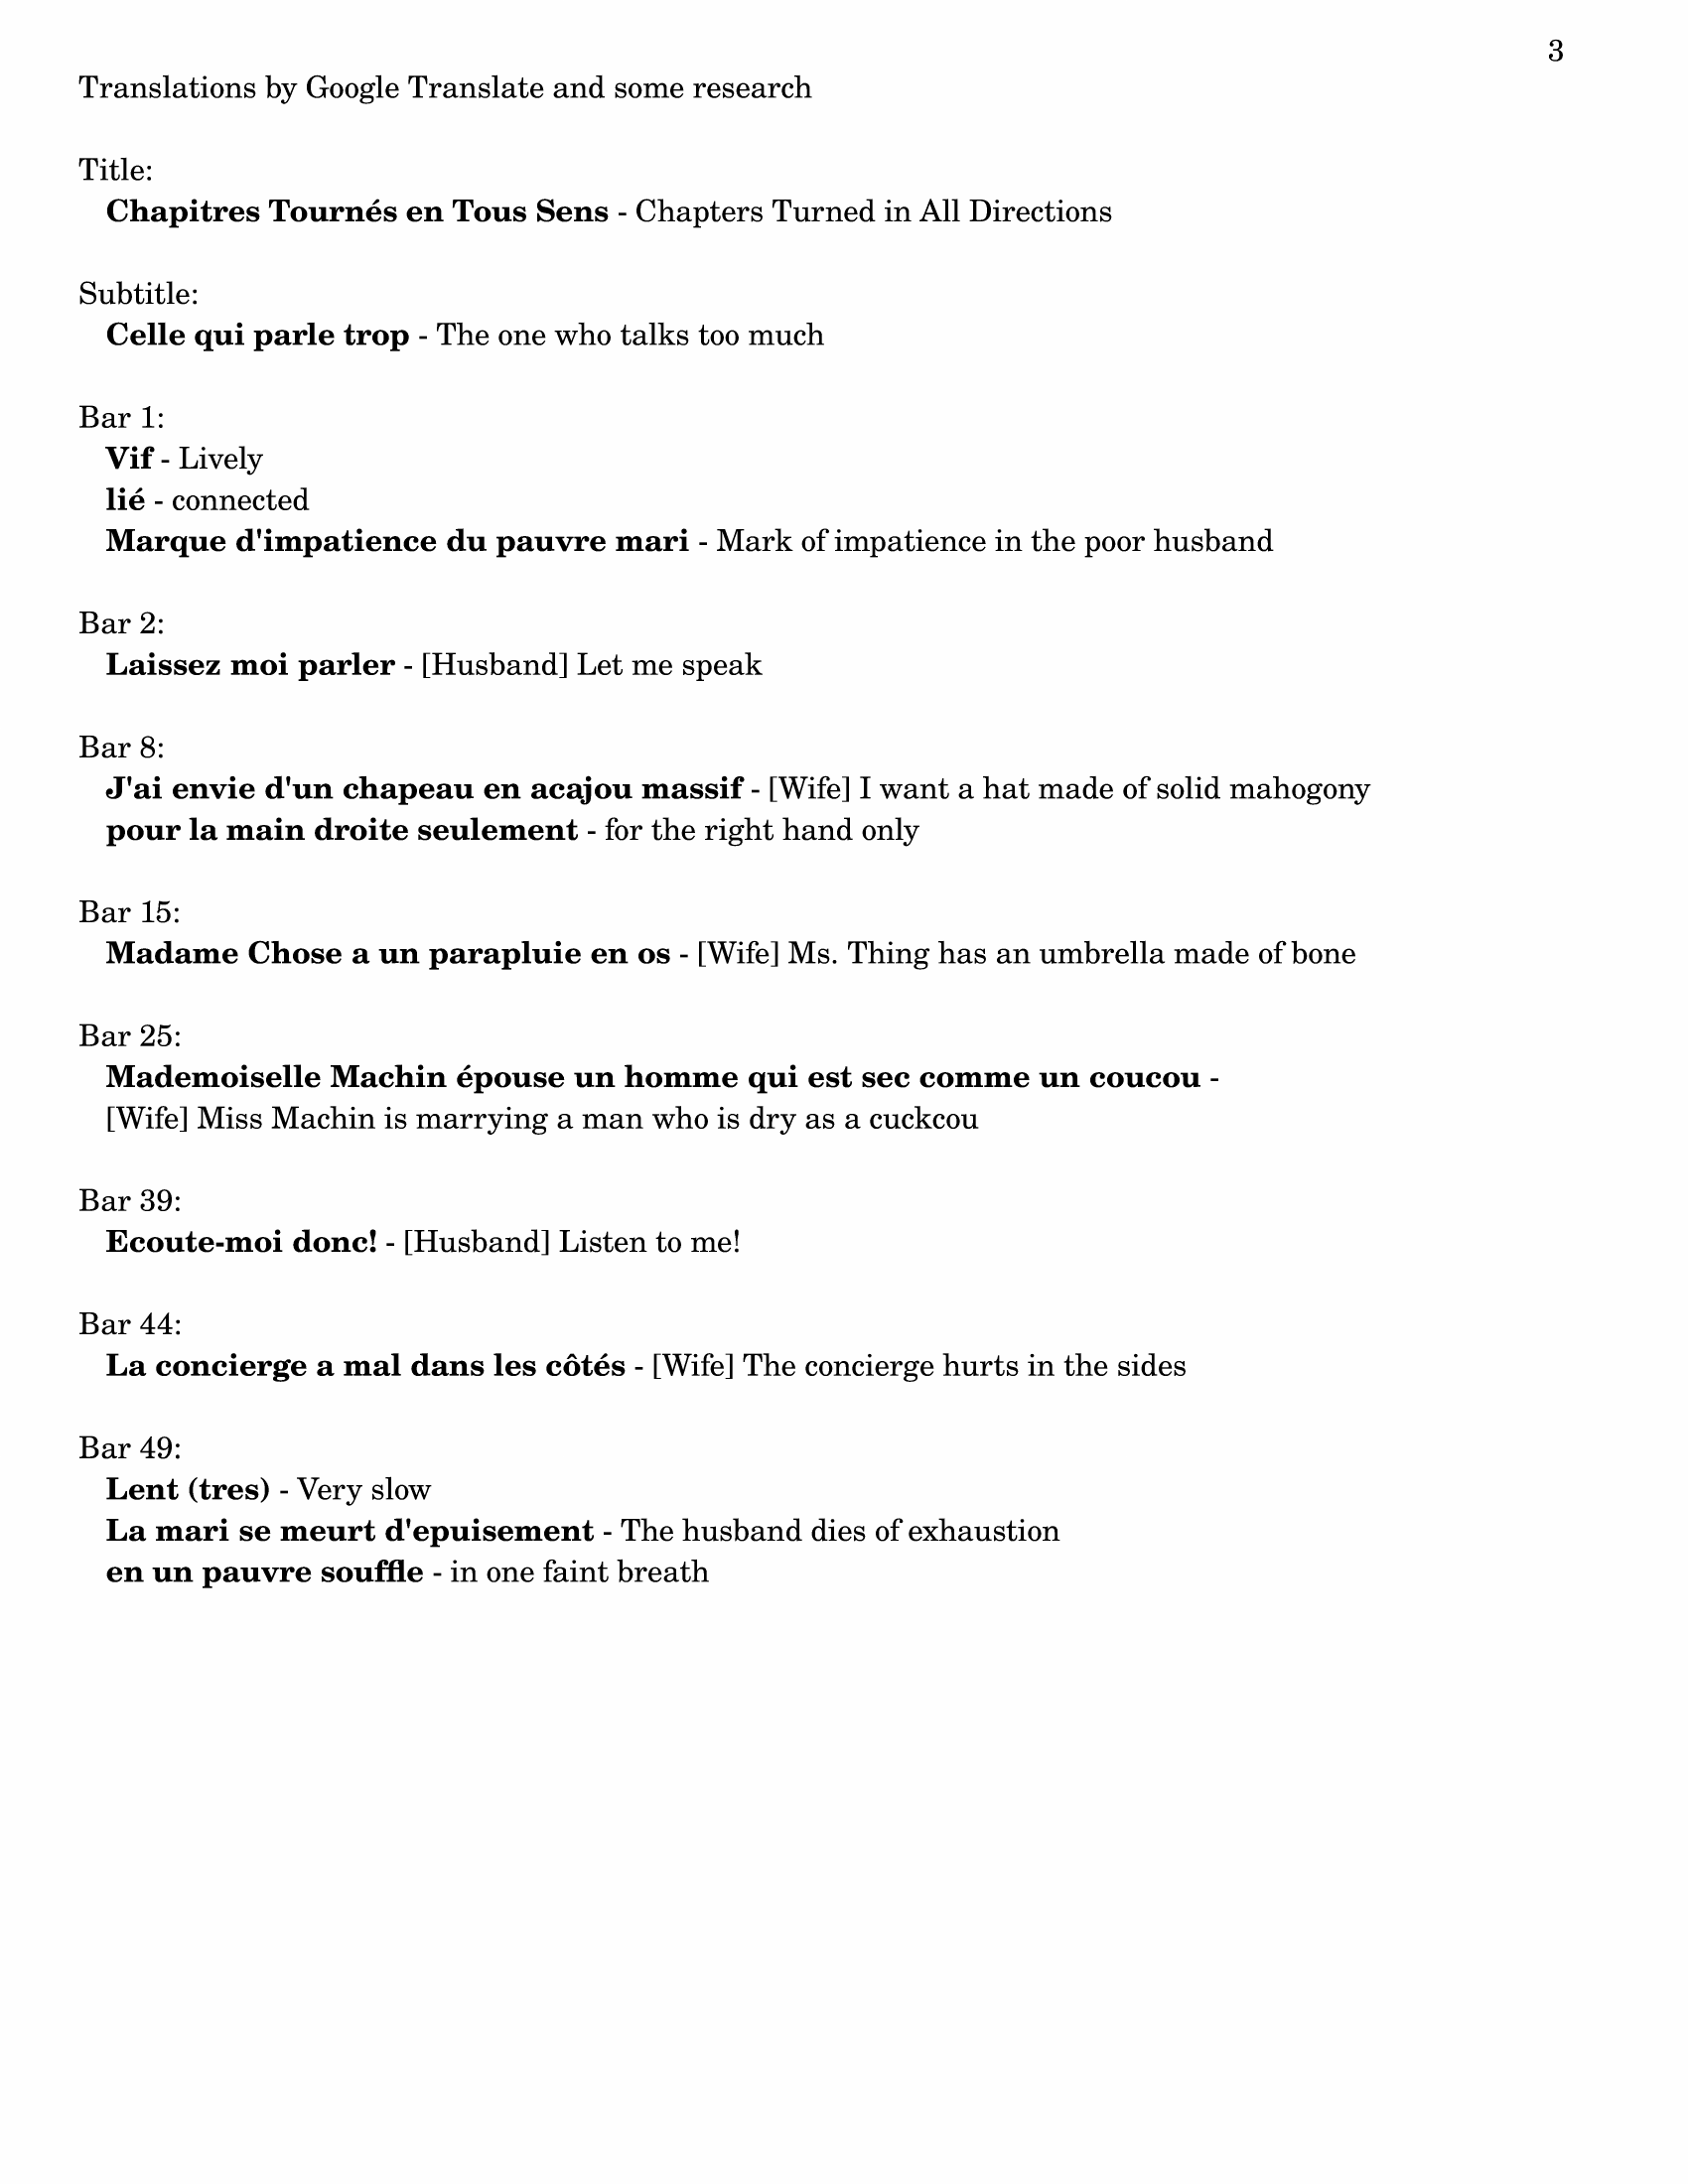 3
Translations by Google Translate and some research
Title:
Chapitres Tournés en Tous Sens - Chapters Turned in All Directions
Subtitle:
Celle qui parle trop - The one who talks too much
Bar 1:
Vif - Lively
lié - connected
Marque d'impatience du pauvre mari - Mark of impatience in the poor husband
Bar 2:
Laissez moi parler - [Husband] Let me speak
Bar 8:
J'ai envie d'un chapeau en acajou massif - [Wife] I want a hat made of solid mahogony
pour la main droite seulement - for the right hand only
Bar 15:
Madame Chose a un parapluie en os - [Wife] Ms. Thing has an umbrella made of bone
Bar 25:
Mademoiselle Machin épouse un homme qui est sec comme un coucou -
[Wife] Miss Machin is marrying a man who is dry as a cuckcou
Bar 39:
Ecoute-moi donc! - [Husband] Listen to me!
Bar 44:
La concierge a mal dans les côtés - [Wife] The concierge hurts in the sides
Bar 49:
Lent (tres) - Very slow
La mari se meurt d'epuisement - The husband dies of exhaustion
en un pauvre souffle - in one faint breath